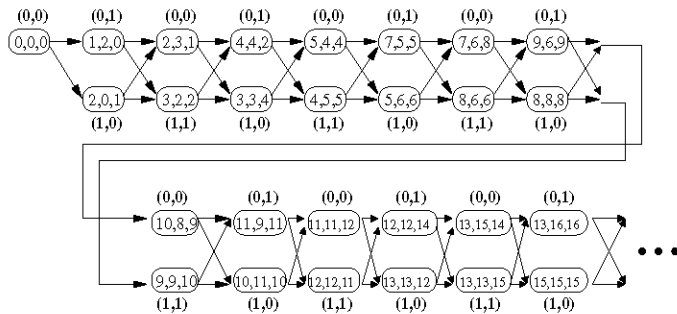 (0,0) (0,1) (0,0) (0,1) (0,0) (0,1) (0,0) (0,1)
0,0,0 1,2,0 2,3,1 4,4,2 5,4,4 7,5,5 7,6,8 9,6,9
2,0,1 3,2,2 3,3,4 4,5,5 5,6,6 8,6,6 8,8,8
(1,0) (1,1) (1,0) (1,1) (1,0) (1,1) (1,0)
(0,0) (0,1) (0,0) (0,1) (0,0) (0,1)
10,8,9 11,9,11 11,11,12 12,12,14 13,15,14 13,16,16
9,9,10 10,11,10 12,12,11 13,13,12 13,13,15 15,15,15
(1,1) (1,0) (1,1) (1,0) (1,1) (1,0)